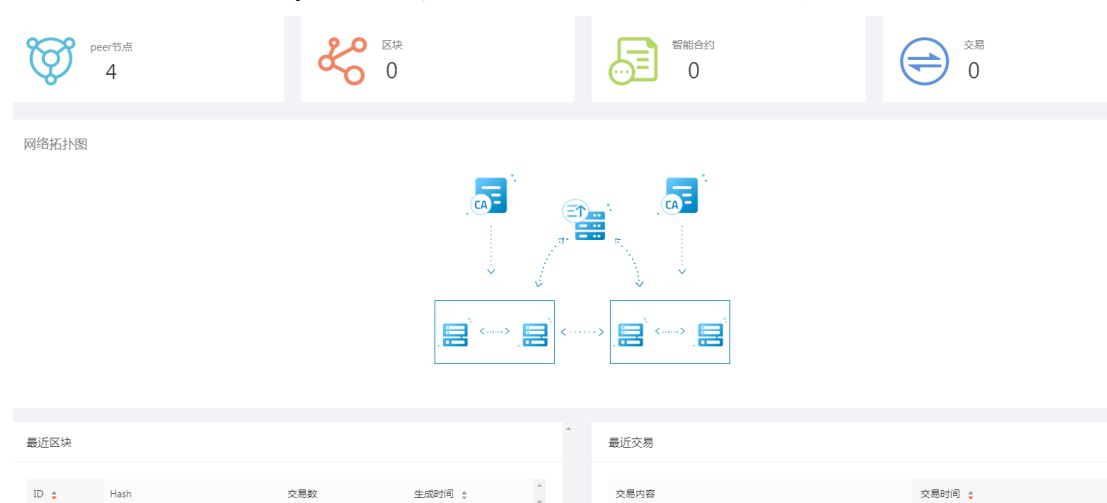 peer节点
4
区块
0
智能合约
0
交易
0
网络拓扑图
CA
CA
最近区块
ID Hash 交易数 生成时间
最近交易
交易内容 交易时间